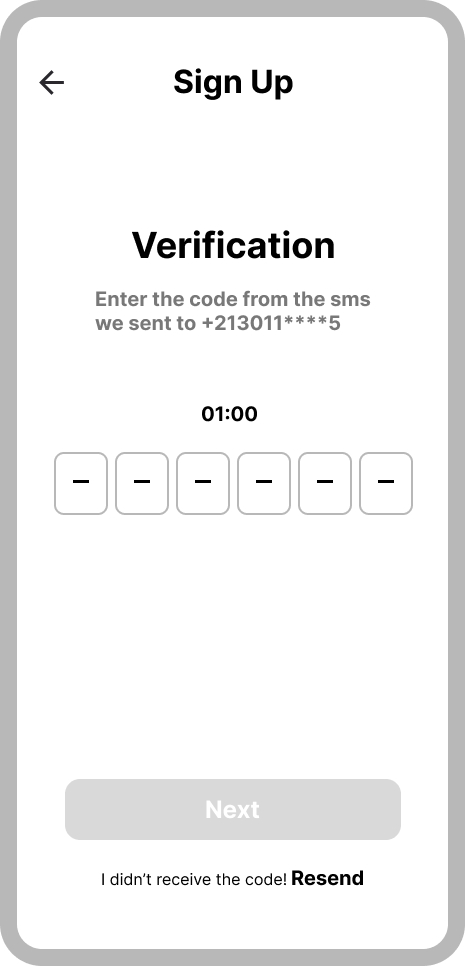 Sign Up
Verification
Enter the code from the sms
we sent to +213011****5
01:00
– – – – – –
Next
I didn’t receive the code! Resend